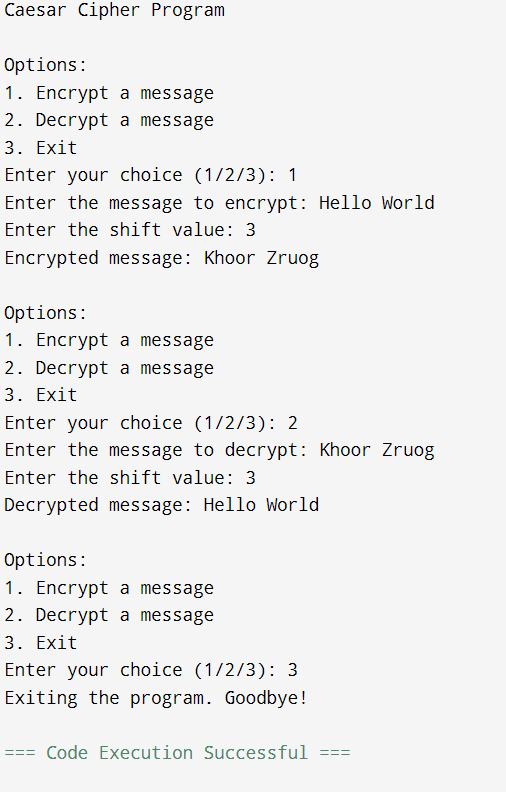 Caesar Cipher Program
Options:
1. Encrypt a message
2. Decrypt a message
3. Exit
Enter your choice (1/2/3): 1
Enter the message to encrypt: Hello World
Enter the shift value: 3
Encrypted message: Khoor Zruog
Options:
1. Encrypt a message
2. Decrypt a message
3. Exit
Enter your choice (1/2/3): 2
Enter the message to decrypt: Khoor Zruog
Enter the shift value: 3
Decrypted message: Hello World
Options:
1. Encrypt a message
2. Decrypt a message
3. Exit
Enter your choice (1/2/3): 3
Exiting the program. Goodbye!
=== Code Execution Successful ===